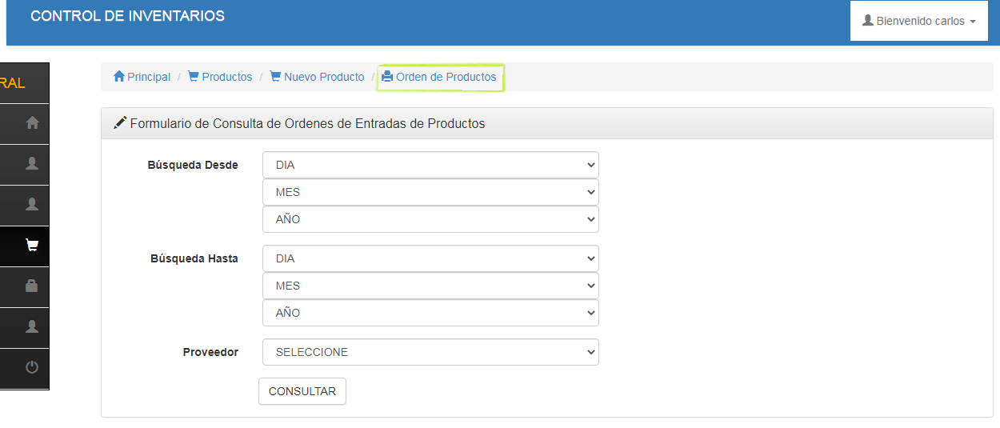 CONTROL DE INVENTARIOS
Bienvenido carlos
RAL
Principal / Productos / Nuevo Producto / Orden de Productos
Formulario de Consulta de Ordenes de Entradas de Productos
Búsqueda Desde
DIA
MES
AÑO
Búsqueda Hasta
DIA
MES
AÑO
Proveedor
SELECCIONE
CONSULTAR